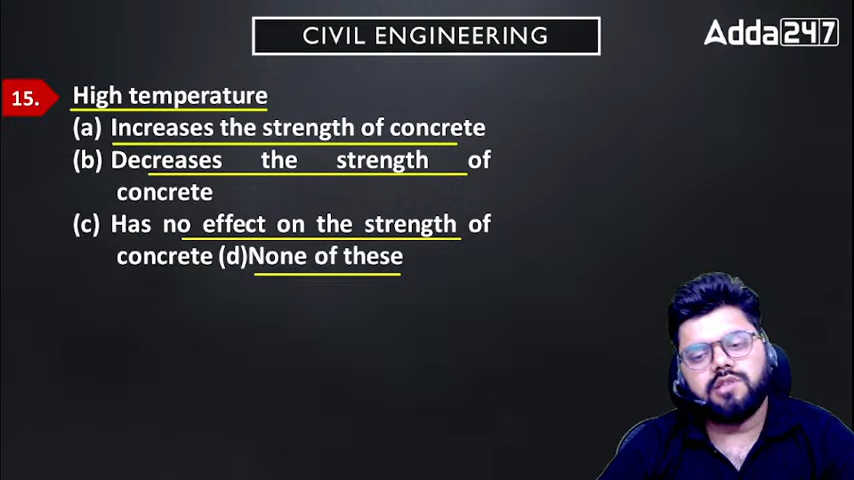 CIVIL ENGINEERING
Adda247
15.
High temperature
(a) Increases the strength of concrete
(b) Decreases the strength of
concrete
(c) Has no effect on the strength of
concrete (d)None of these